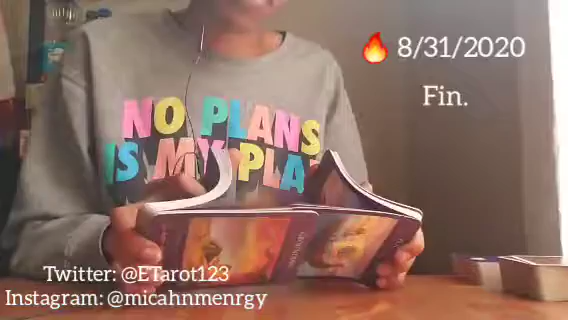 🔥 8/31/2020
Fin.
NO PLANS
IS MY PLA
Twitter: @ETarot123
Instagram: @micahnmenrgy